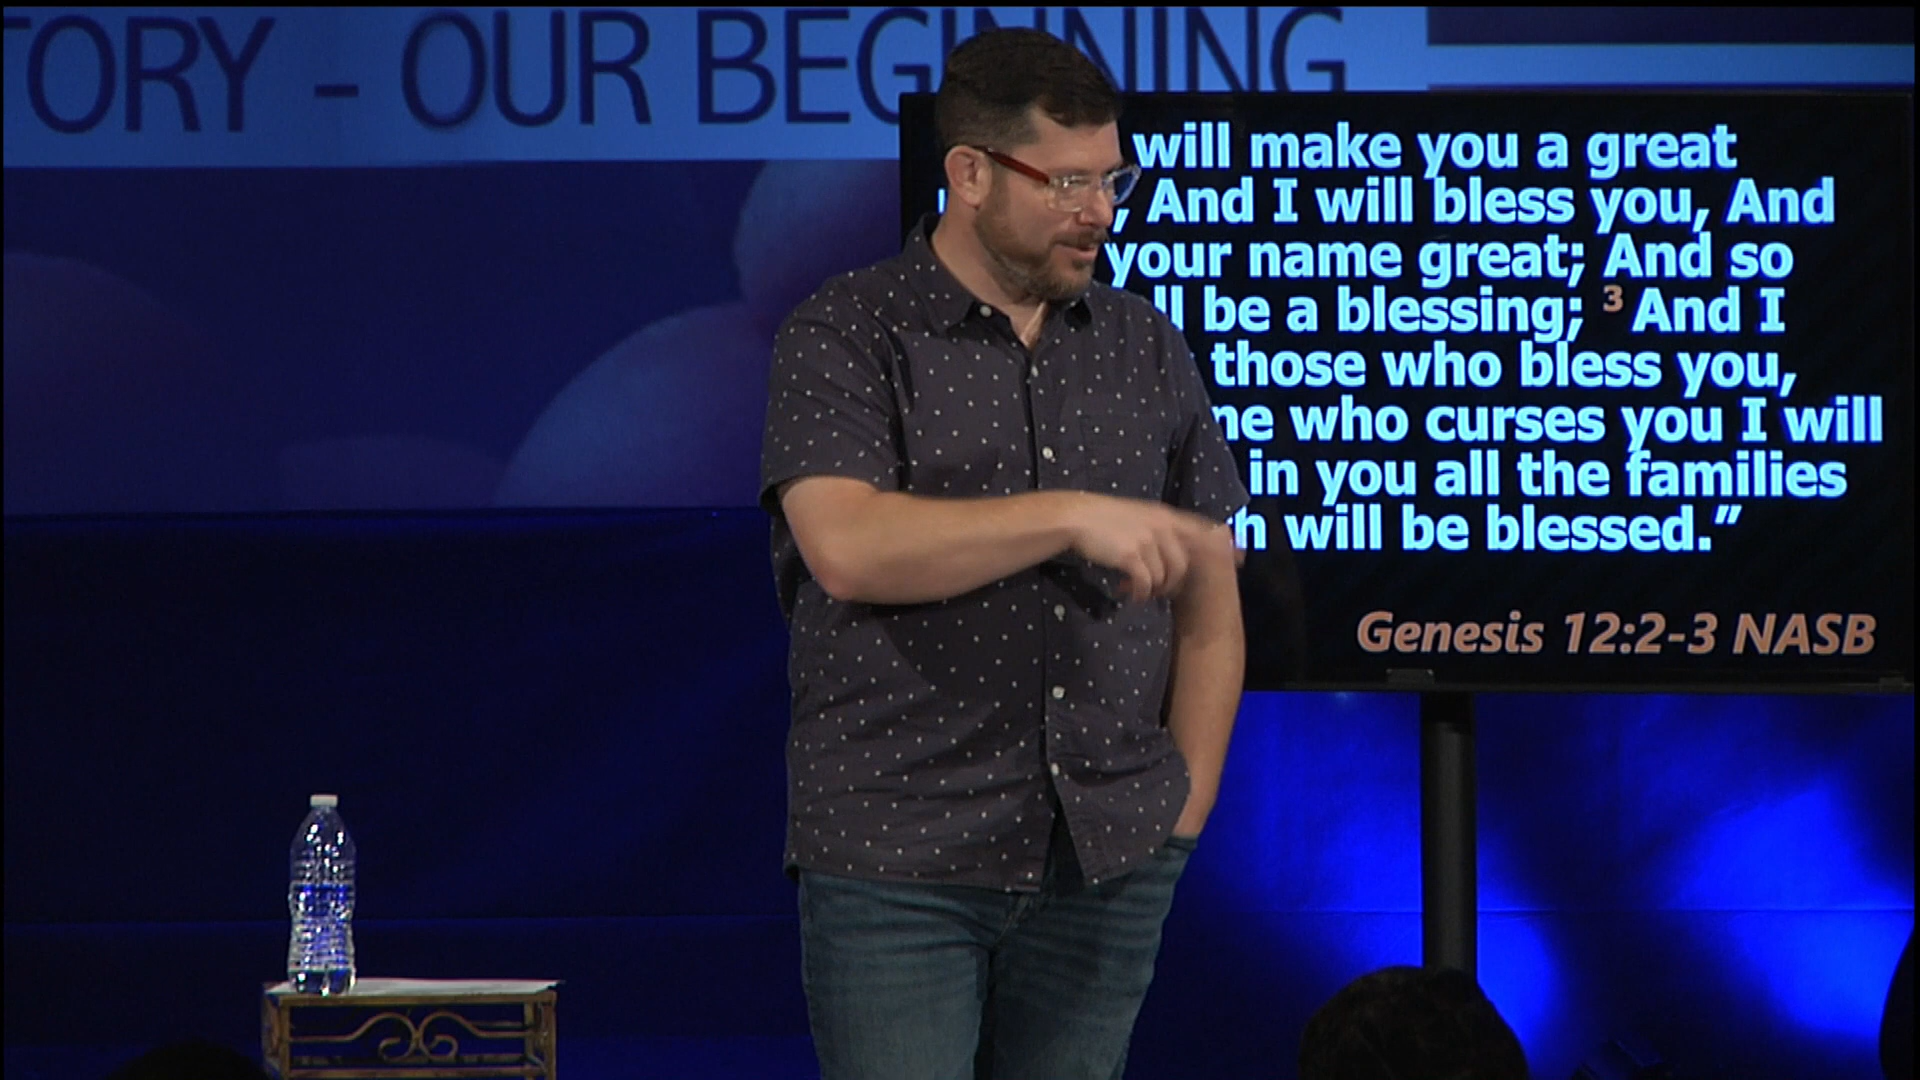 TORY - OUR BEGINNING
will make you a great
, And I will bless you, And
your name great; And so
ll be a blessing; 3 And I
those who bless you,
ne who curses you I will
in you all the families
h will be blessed.”
Genesis 12:2-3 NASB